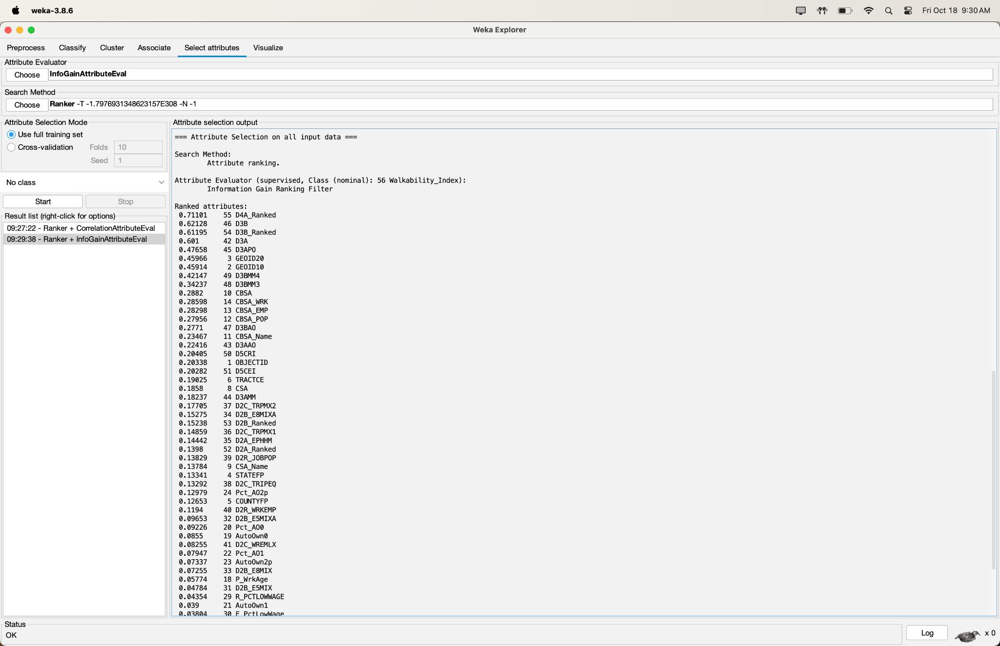 weka-3.8.6
Fri Oct 18 9:30 AM
Weka Explorer
Preprocess Classify Cluster Associate Select attributes Visualize
Attribute Evaluator
Choose InfoGainAttributeEval
Search Method
Choose Ranker -T -1.7976931348623157E308 -N -1
Attribute Selection Mode
Use full training set
Cross-validation Folds 10
Seed 1
No class
Start Stop
Result list (right-click for options)
09:27:22 - Ranker + CorrelationAttributeEval
09:29:38 - Ranker + InfoGainAttributeEval
Attribute selection output
=== Attribute Selection on all input data ===
Search Method:
Attribute ranking.
Attribute Evaluator (supervised, Class (nominal): 56 Walkability_Index):
Information Gain Ranking Filter
Ranked attributes:
0.71101 55 D4A_Ranked
0.62128 46 D3B
0.61195 54 D3B_Ranked
0.601 42 D3A
0.47658 45 D3APO
0.45966 3 GEOID20
0.45914 2 GEOID10
0.42147 49 D3BMM4
0.34237 48 D3BMM3
0.2882 10 CBSA
0.28598 14 CBSA_WRK
0.28298 13 CBSA_EMP
0.27956 12 CBSA_POP
0.2771 47 D3BAO
0.23467 11 CBSA_Name
0.22416 43 D3AAO
0.20405 50 D5CRI
0.20338 1 OBJECTID
0.20282 51 D5CEI
0.19025 6 TRACTCE
0.1858 8 CSA
0.18237 44 D3AMM
0.17705 37 D2C_TRPMX2
0.15275 34 D2B_E8MIXA
0.15238 53 D2B_Ranked
0.14859 36 D2C_TRPMX1
0.14442 35 D2A_EPHHM
0.1398 52 D2A_Ranked
0.13829 39 D2R_JOBPOP
0.13784 9 CSA_Name
0.13341 4 STATEFP
0.13292 38 D2C_TRIPEQ
0.12979 24 Pct_AO2p
0.12653 5 COUNTYFP
0.1194 40 D2R_WRKEMP
0.09653 32 D2B_E5MIXA
0.09226 20 Pct_AO0
0.0855 19 AutoOwn0
0.08255 41 D2C_WREMLX
0.07947 22 Pct_AO1
0.07337 23 AutoOwn2p
0.07255 33 D2B_E8MIX
0.05774 18 P_WrkAge
0.04784 31 D2B_E5MIX
0.04354 29 R_PCTLOWWAGE
0.039 21 AutoOwn1
0.03804 30 E_PctLowWage
Status
OK
Log x 0